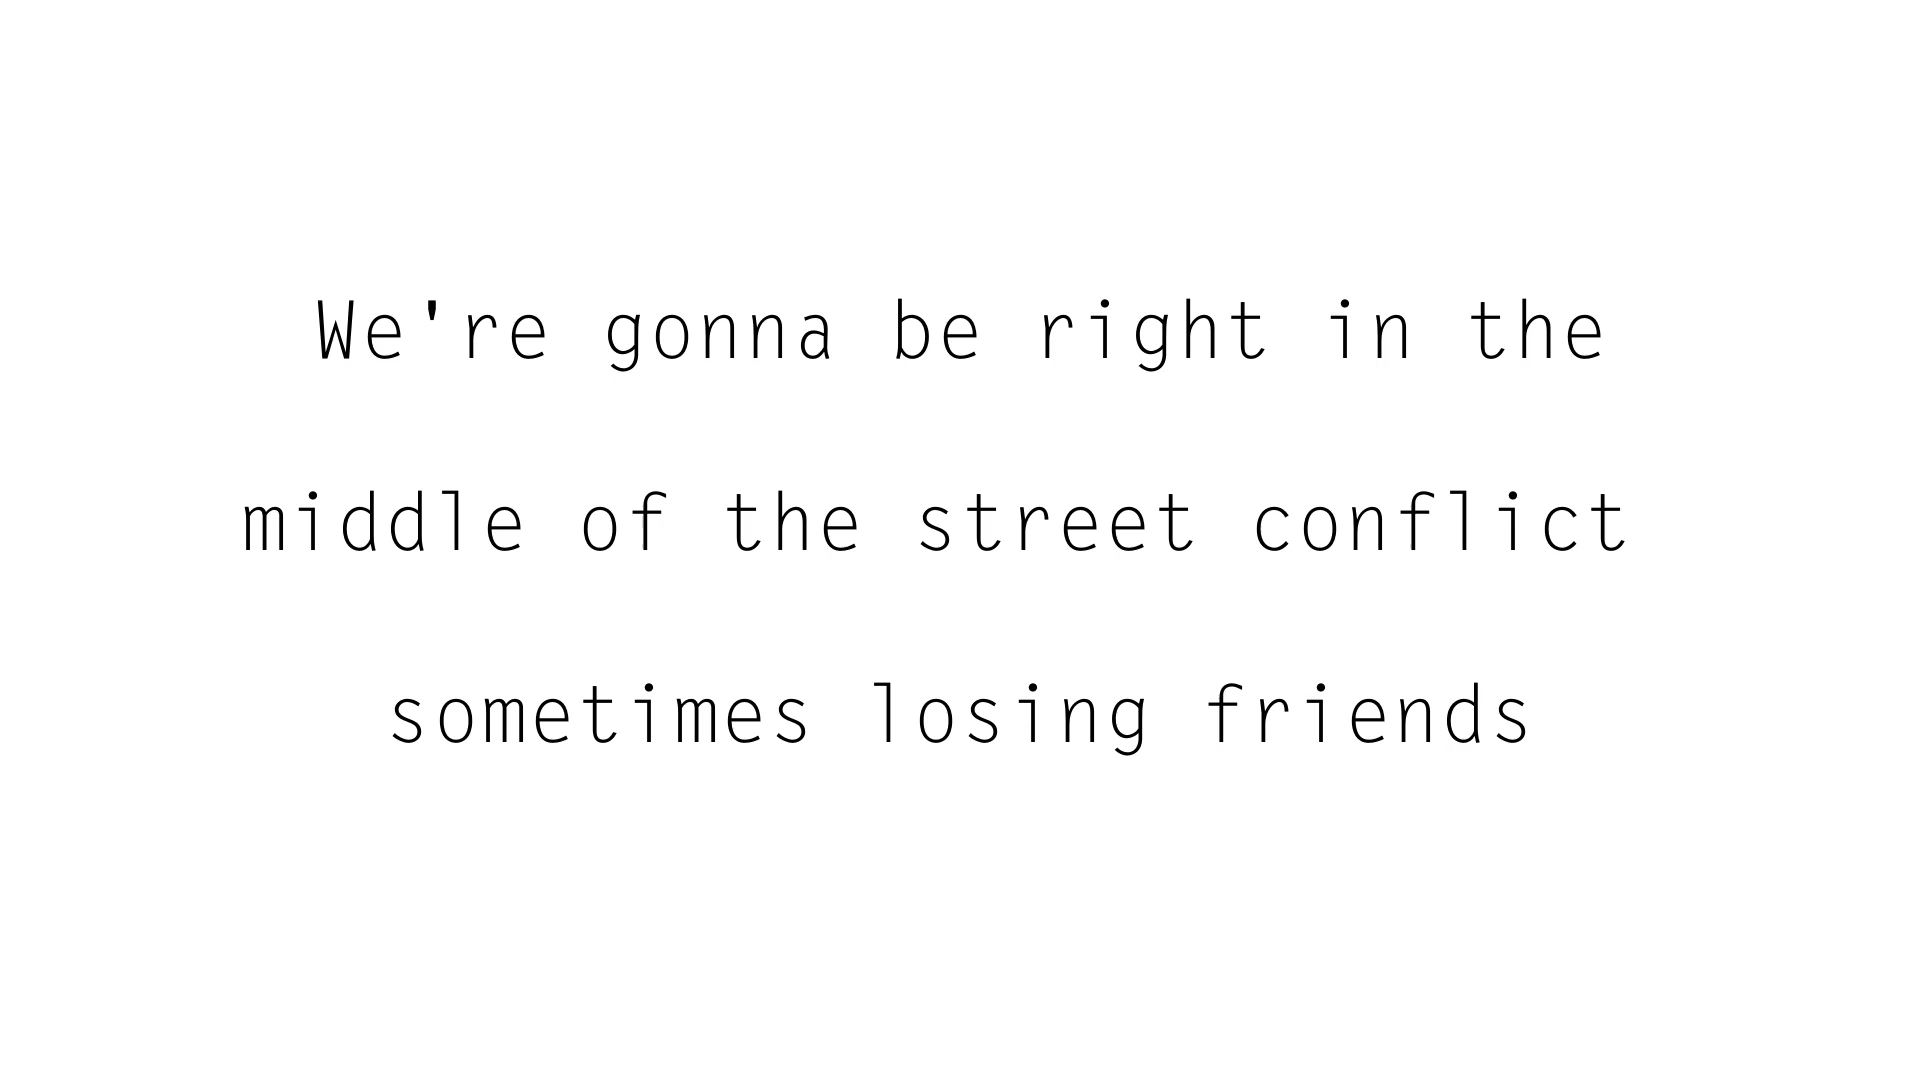 We're gonna be right in the
middle of the street conflict
sometimes losing friends